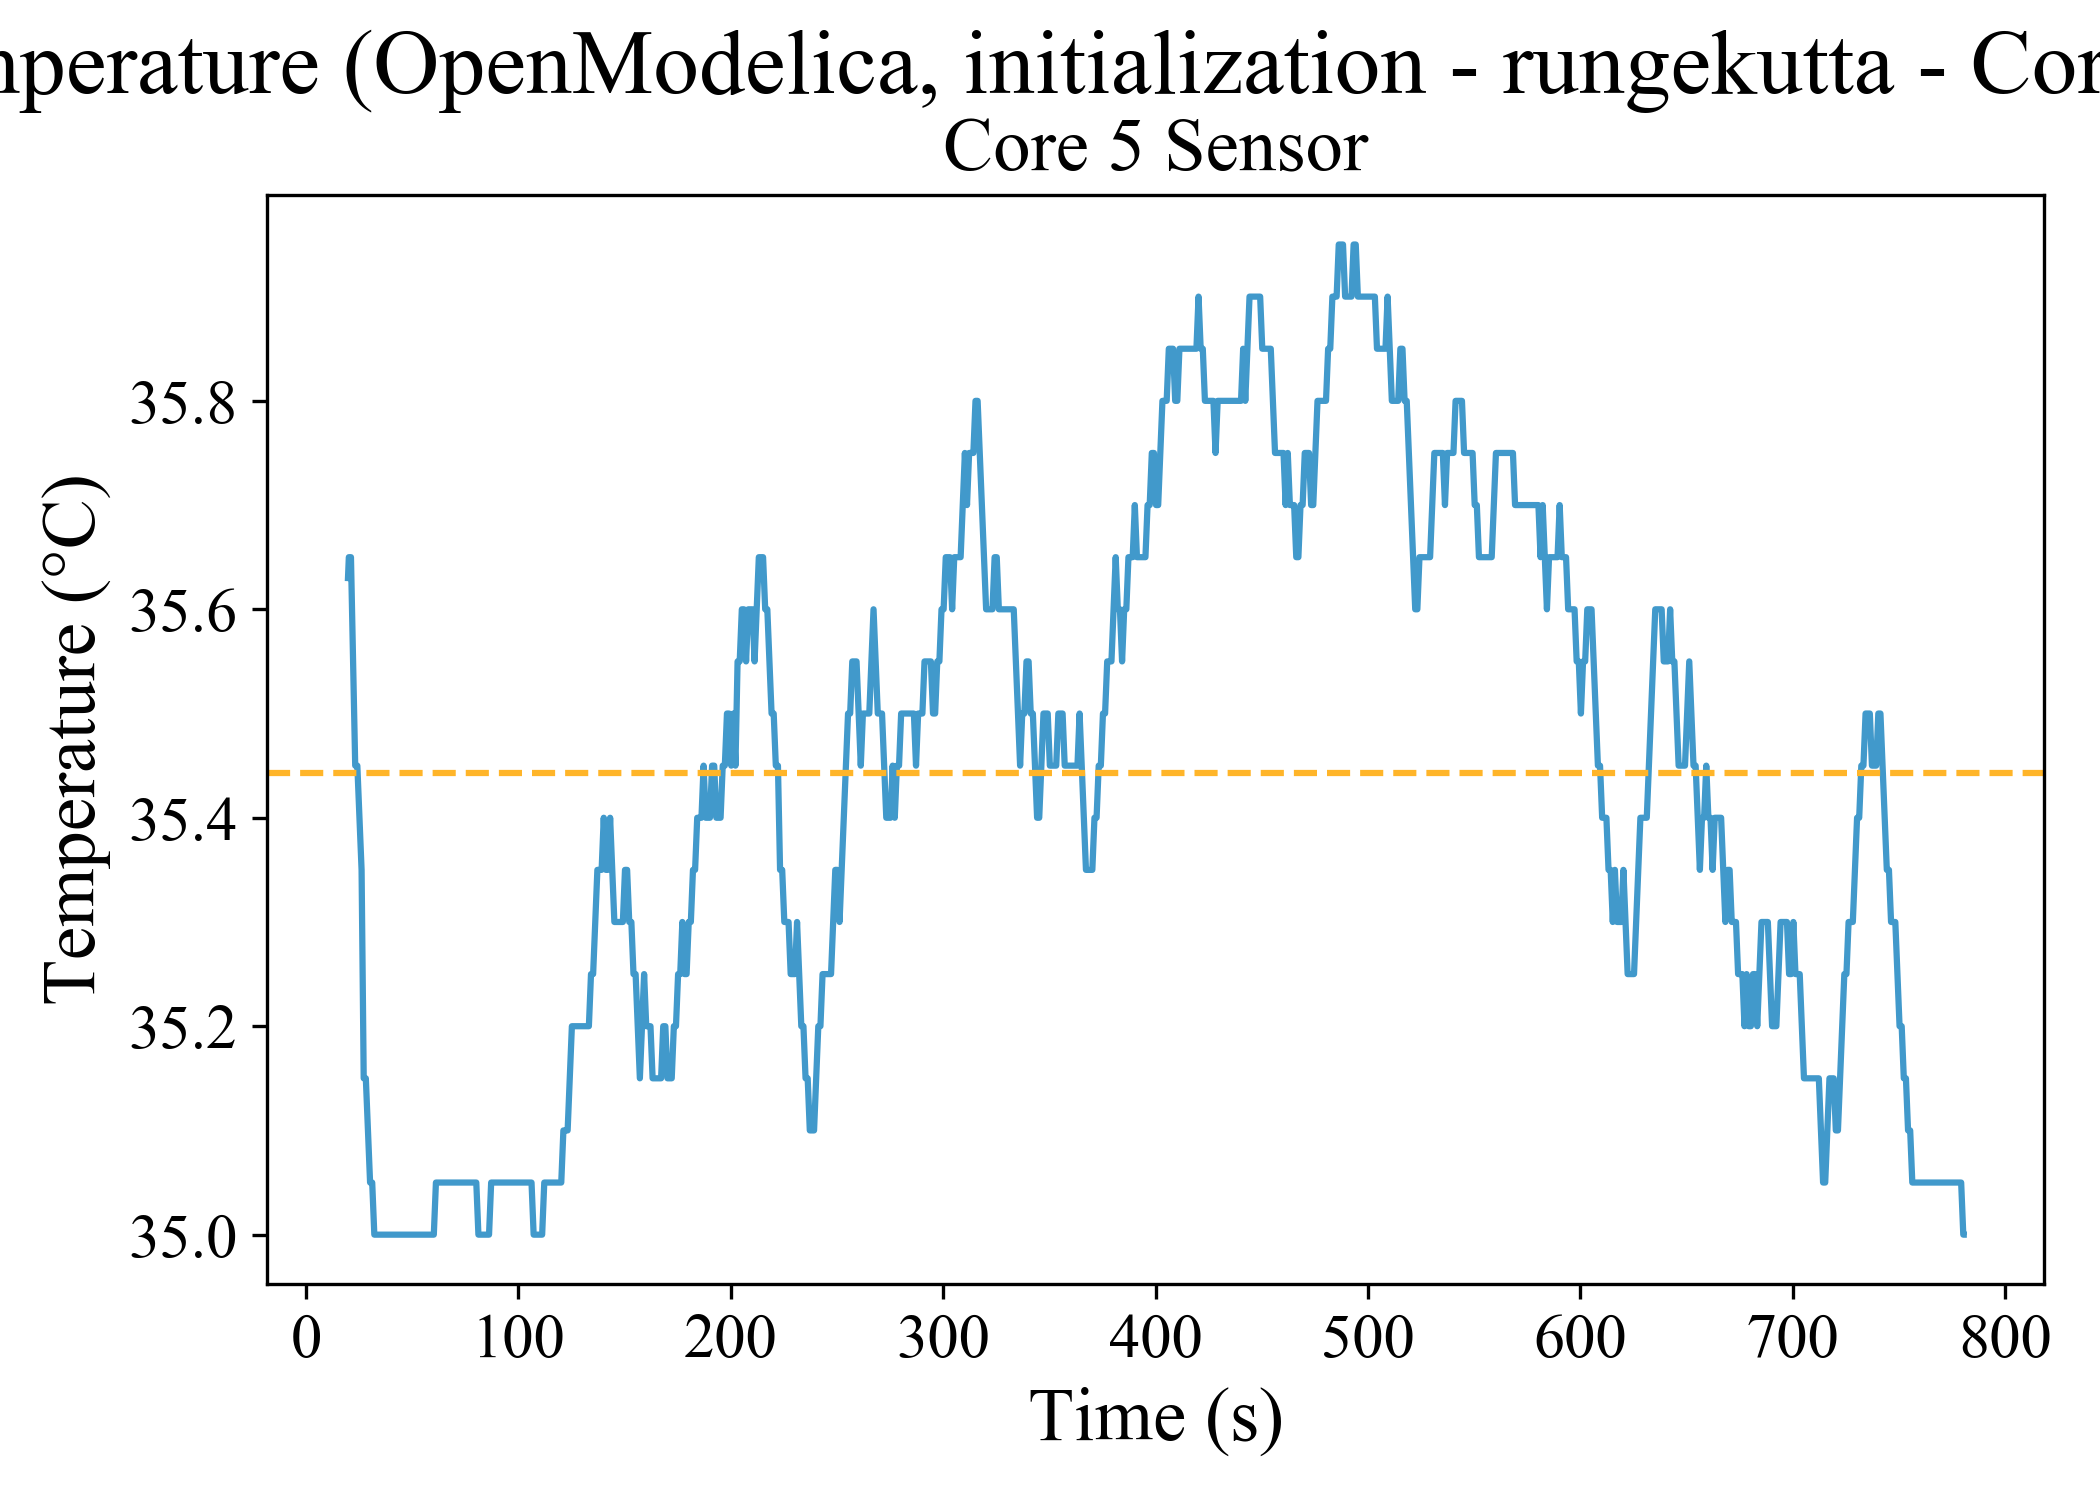 mperature (OpenModelica, initialization - rungekutta - Cor
Core 5 Sensor
Temperature (°C)
35.8
35.6
35.4
35.2
35.0
0 100 200 300 400 500 600 700 800
Time (s)